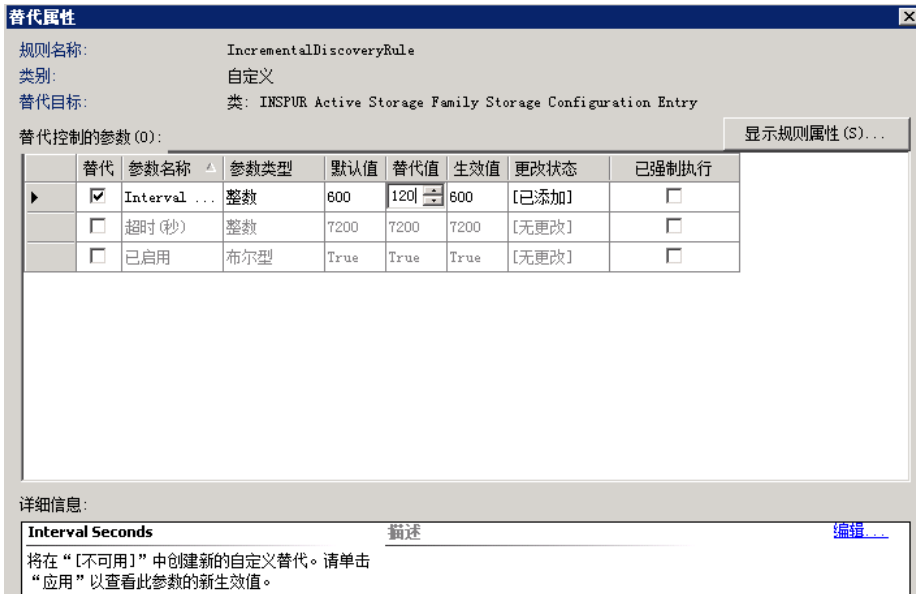 替代属性
规则名称: IncrementalDiscoveryRule
类别: 自定义
替代目标: 类: INSPUR Active Storage Family Storage Configuration Entry
替代控制的参数(O): 显示规则属性(S)...
替代 参数名称 参数类型 默认值 替代值 生效值 更改状态 已强制执行
Interval ... 整数 600 120 600 [已添加]
超时(秒) 整数 7200 7200 7200 [无更改]
已启用 布尔型 True True True [无更改]
详细信息:
Interval Seconds 描述 编辑...
将在“[不可用]”中创建新的自定义替代。请单击
“应用”以查看此参数的新生效值。